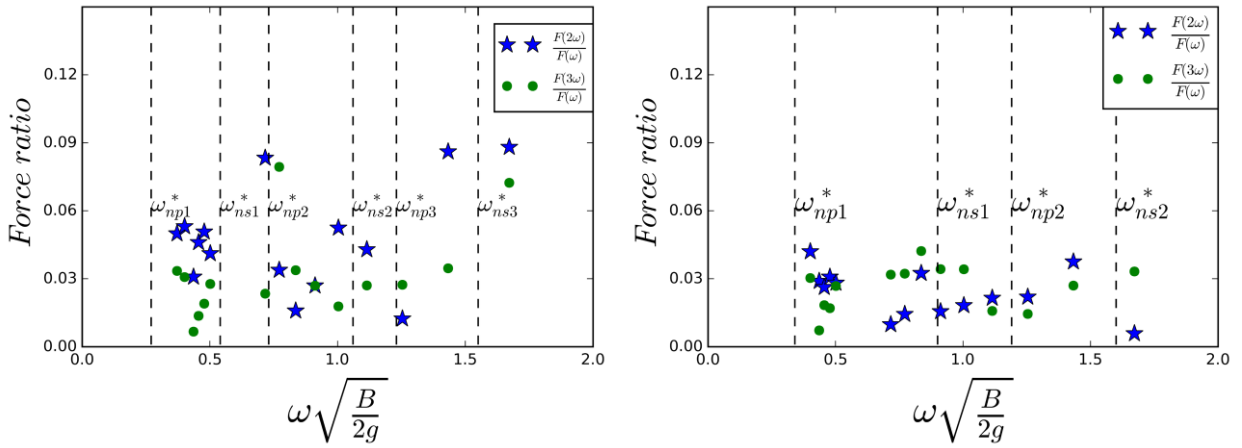 Force ratio
0.00
0.03
0.06
0.09
0.12
F(2ω)/F(ω)
F(3ω)/F(ω)
ω*np1
ω*ns1
ω*np2
ω*ns2
ω*np3
ω*ns3
0.0 0.5 1.0 1.5 2.0
ω√(B/2g)
Force ratio
0.00
0.03
0.06
0.09
0.12
F(2ω)/F(ω)
F(3ω)/F(ω)
ω*np1
ω*ns1
ω*np2
ω*ns2
0.0 0.5 1.0 1.5 2.0
ω√(B/2g)